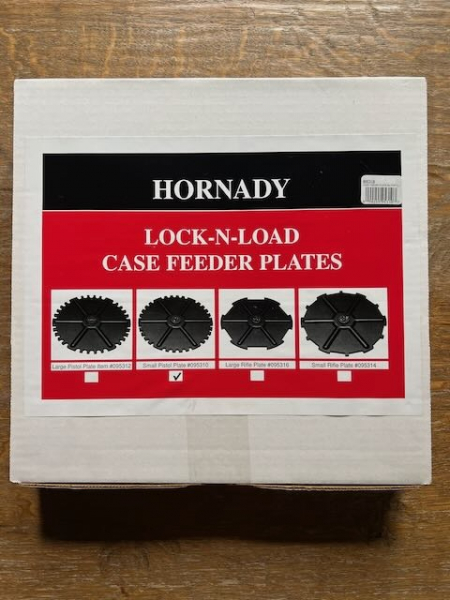 HORNADY
LOCK-N-LOAD
CASE FEEDER PLATES
Large Pistol Plate Item #095312
Small Pistol Plate #095310
Large Rifle Plate #095316
Small Rifle Plate #095314